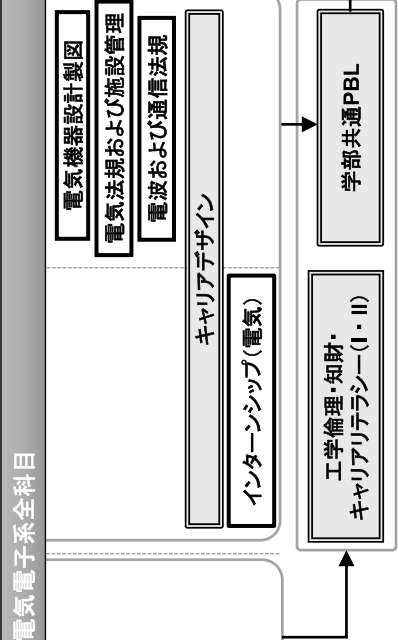 電気電子系全科目
電気機器設計製図
電気法規および施設管理
電波および通信法規
キャリアデザイン
インターンシップ(電気)
学部共通PBL
工学倫理・知財・
キャリアリテラシー(Ⅰ・Ⅱ)